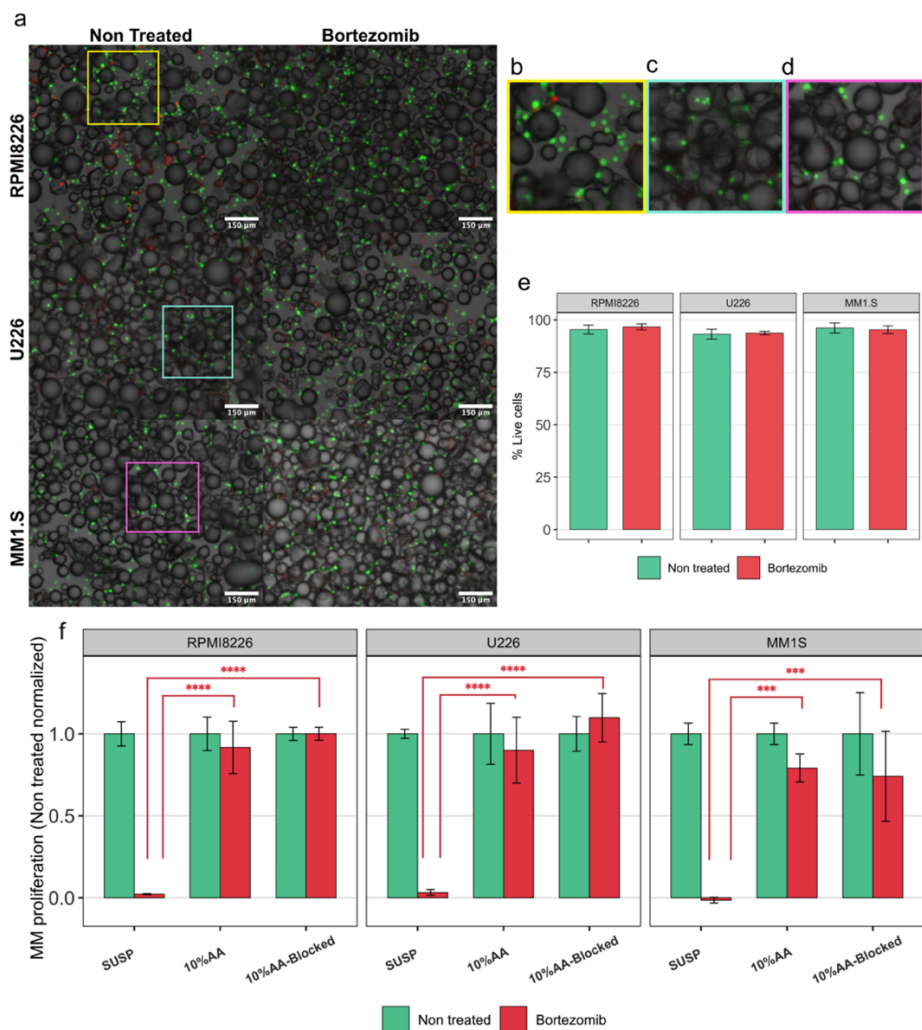 a
Non Treated
Bortezomib
RPMI8226
150 µm
150 µm
U226
150 µm
150 µm
MM1.S
150 µm
150 µm
b
c
d
e
RPMI8226
U226
MM1.S
% Live cells
100
75
50
25
0
Non treated
Bortezomib
f
RPMI8226
U226
MM1S
MM proliferation (Non treated normalized)
1.0
0.5
0.0
****
****
****
****
***
***
SUSP
10%AA
10%AA-Blocked
SUSP
10%AA
10%AA-Blocked
SUSP
10%AA
10%AA-Blocked
Non treated
Bortezomib